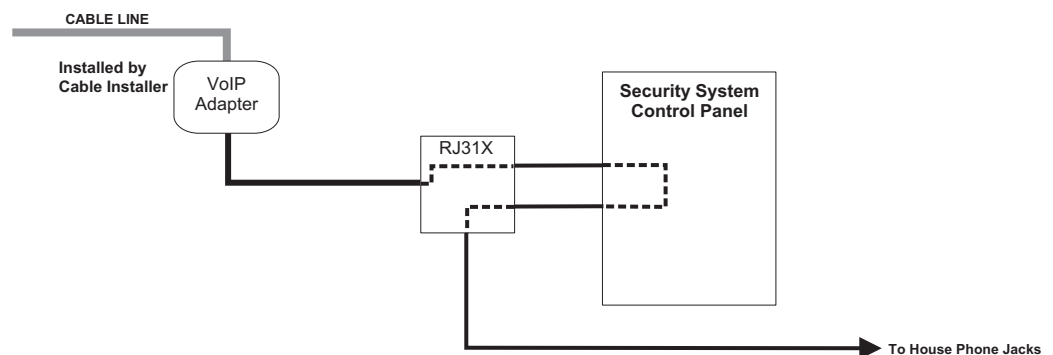 CABLE LINE
Installed by
Cable Installer
VoIP
Adapter
Security System
Control Panel
RJ31X
To House Phone Jacks